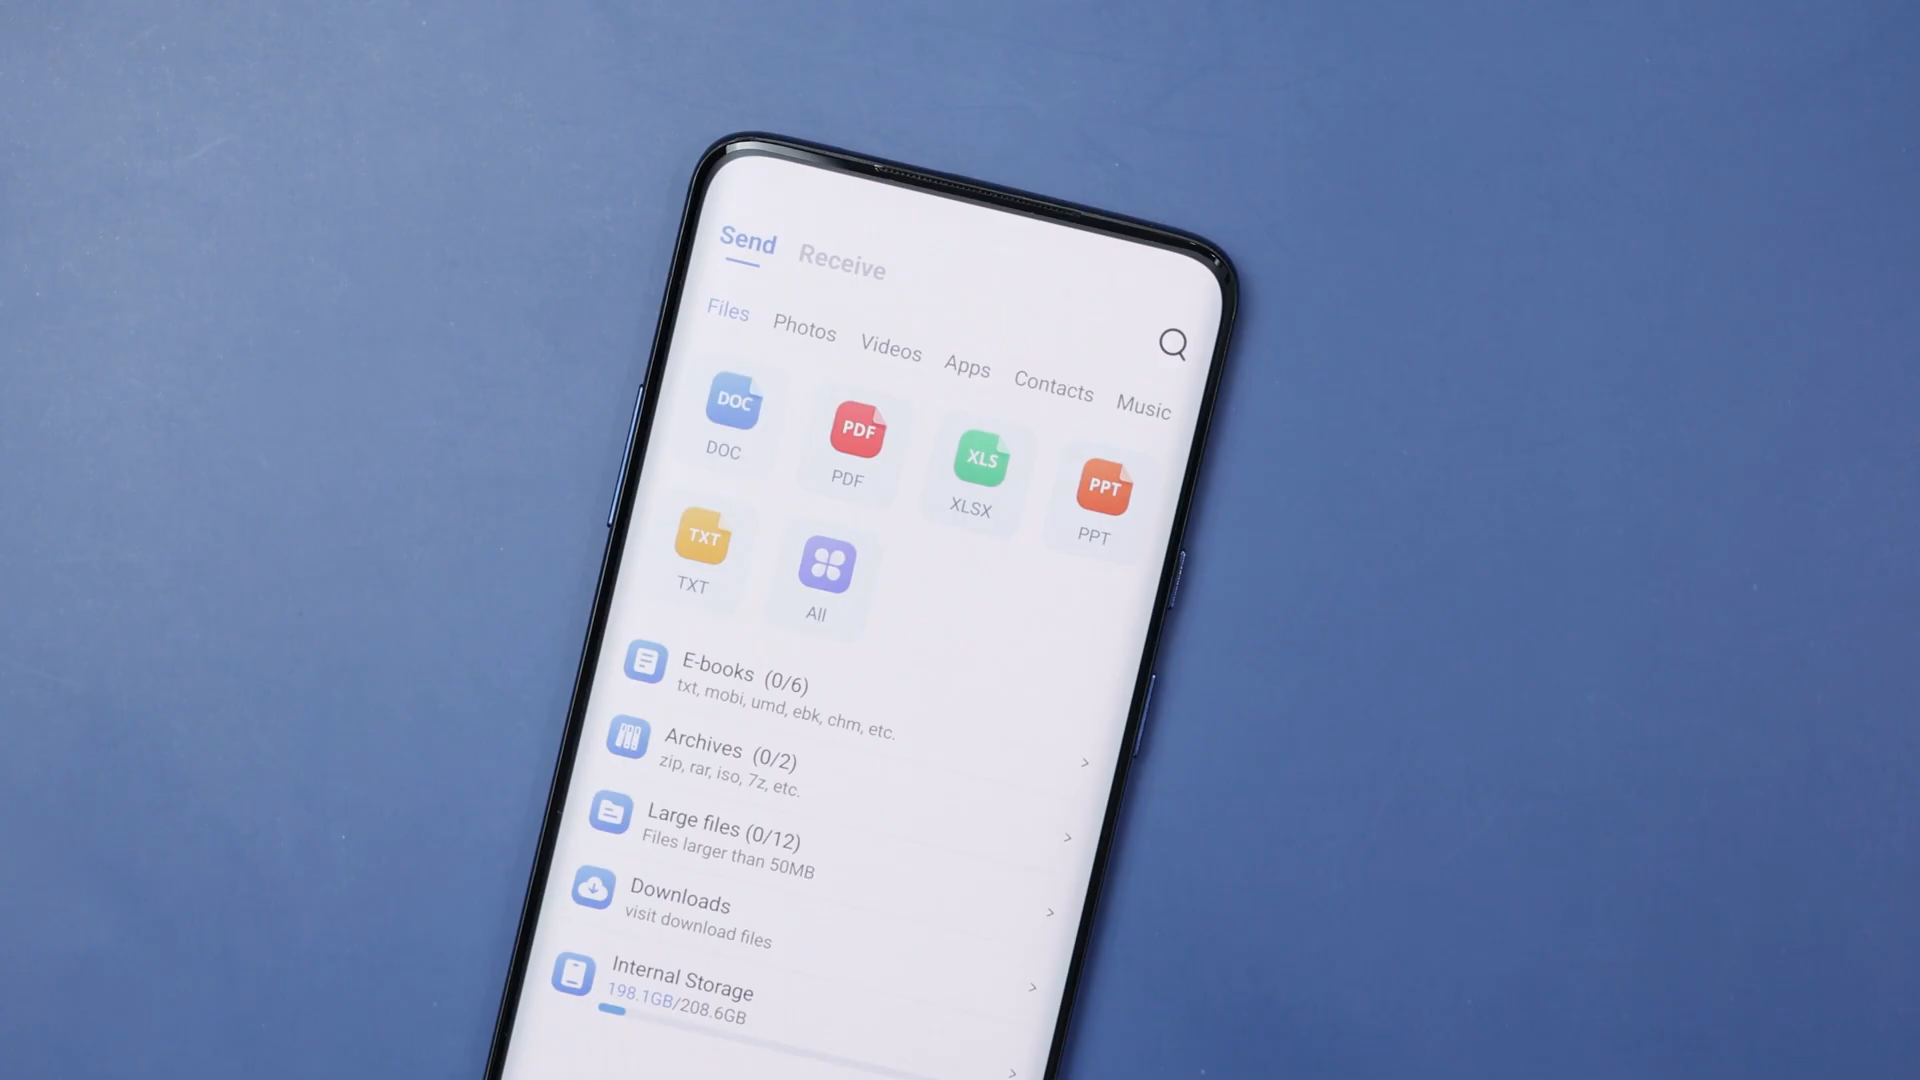 Send Receive
Files Photos Videos Apps Contacts Music
DOC PDF XLS PPT
DOC PDF XLSX PPT
TXT
TXT All
E-books (0/6)
txt, mobi, umd, ebk, chm, etc.
Archives (0/2)
zip, rar, iso, 7z, etc.
Large files (0/12)
Files larger than 50MB
Downloads
visit download files
Internal Storage
198.1GB/208.6GB